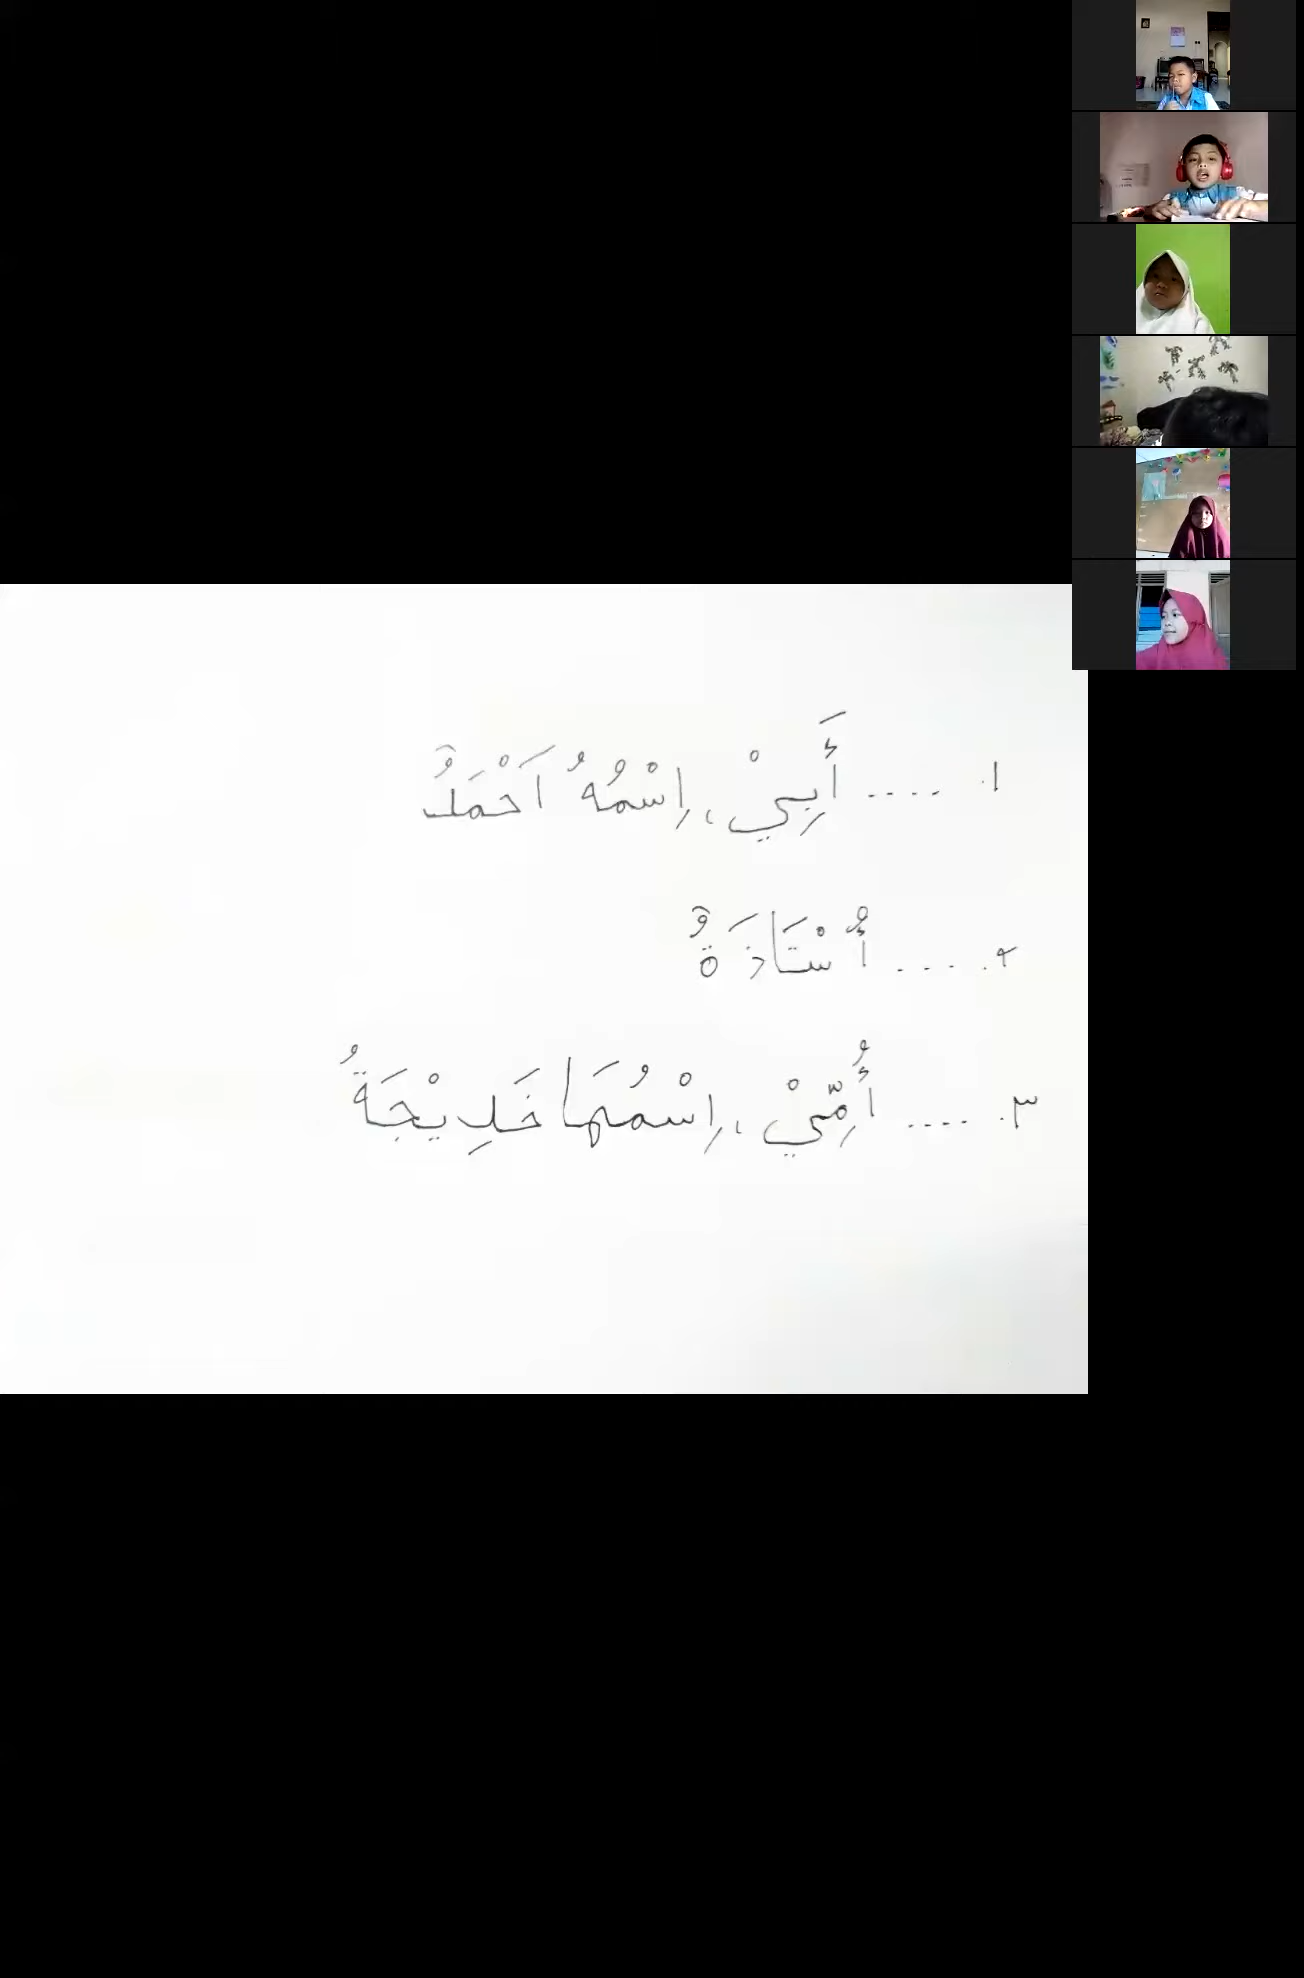 ١. .... أَبِيْ، اِسْمُهُ اَحْمَدٌ
٢. .... أُسْتَاذَةٌ
٣. .... أُمِّيْ، اِسْمُهَا خَدِيْجَةُ